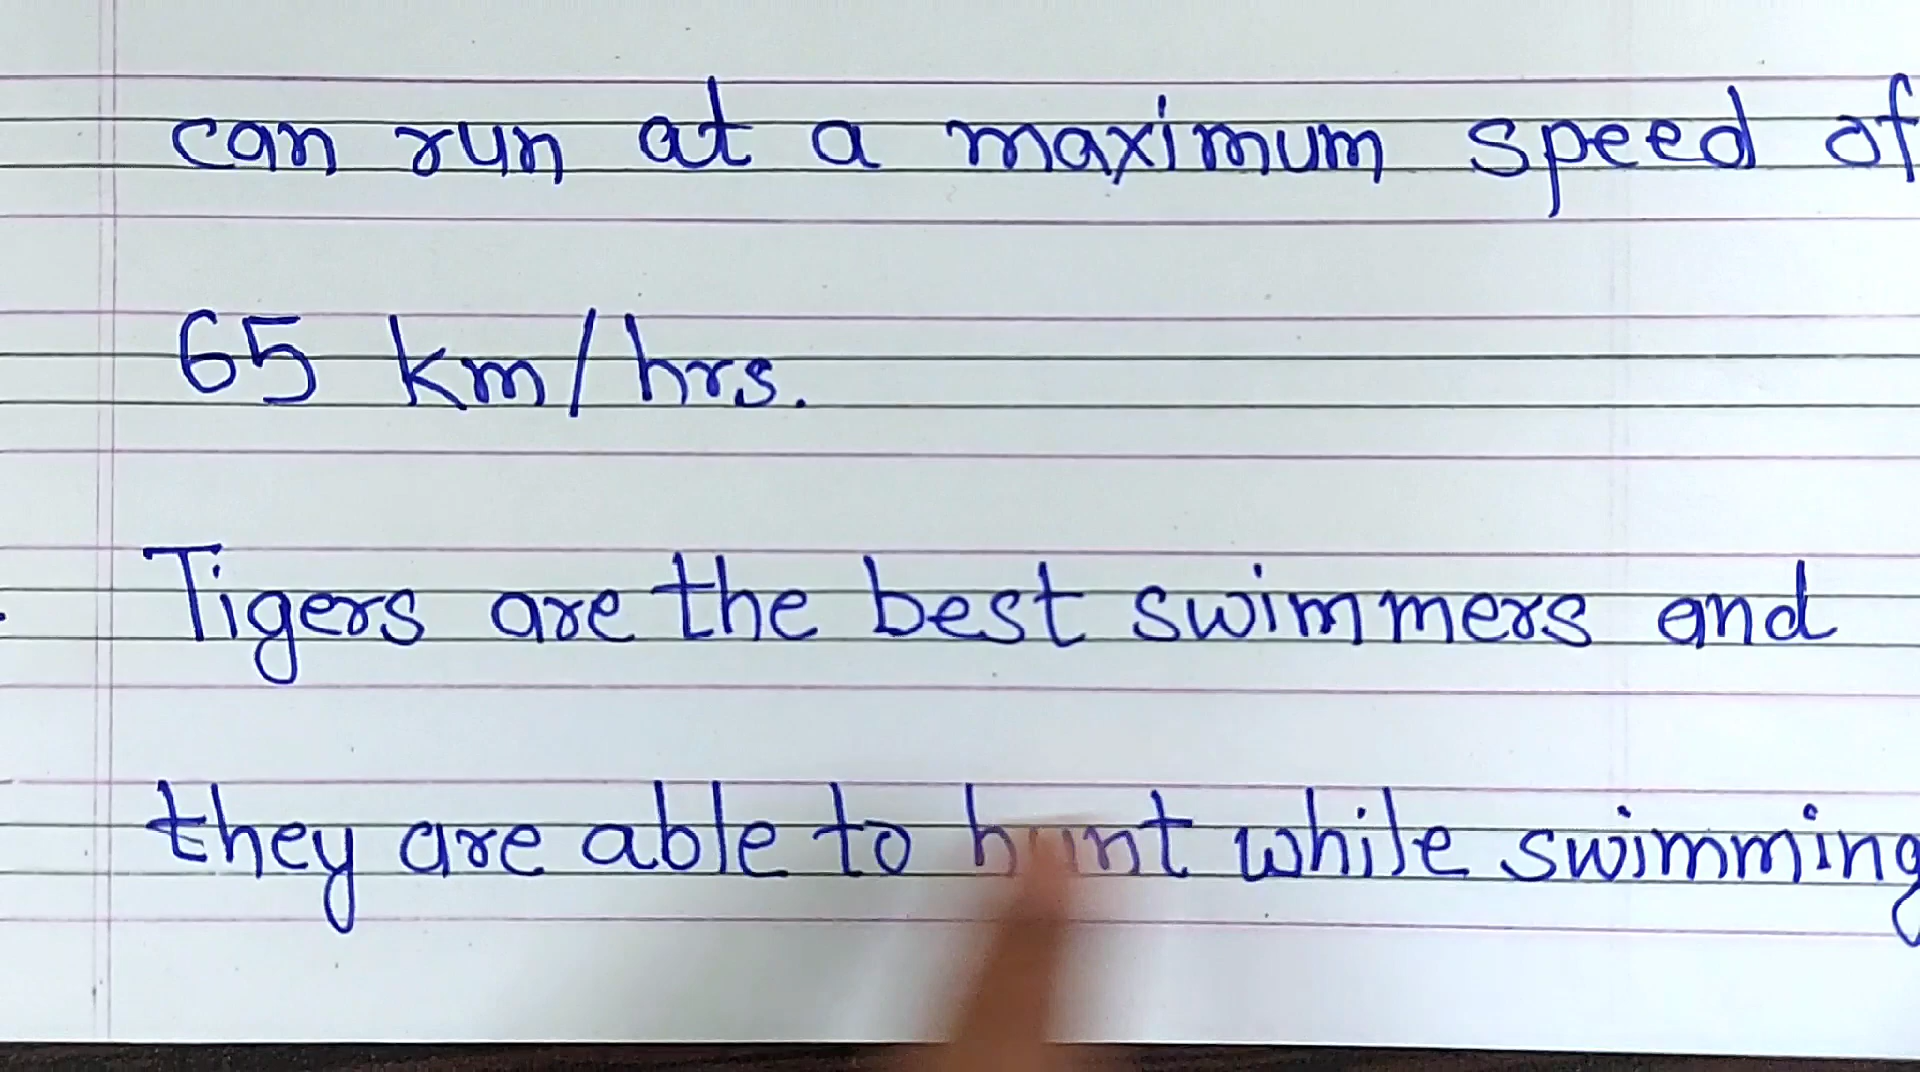 can run at a maximum speed of
65 km/hrs.
Tigers are the best swimmers and
they are able to hunt while swimming